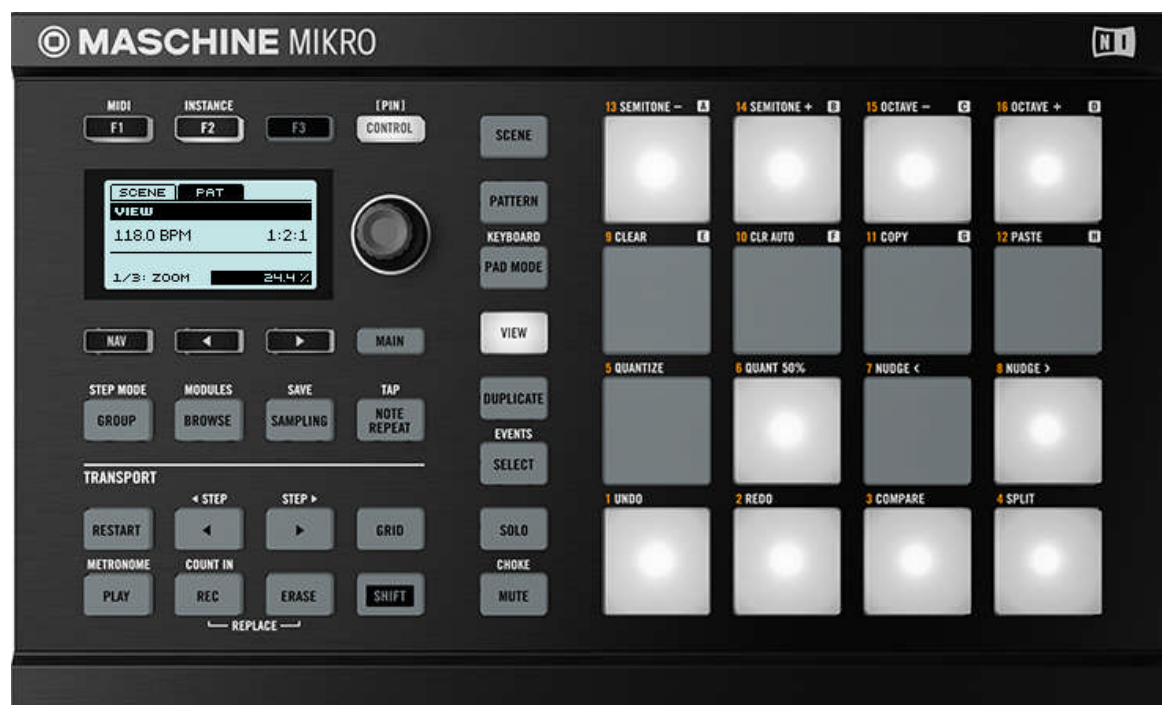 MASCHINE MIKRO
NI
MIDI
INSTANCE
[PIN]
F1
F2
F3
CONTROL
SCENE
PAT
VIEW
118.0 BPM
1:2:1
1/3: ZOOM
24.4 %
NAV
MAIN
STEP MODE
MODULES
SAVE
TAP
GROUP
BROWSE
SAMPLING
NOTE
REPEAT
TRANSPORT
◀ STEP
STEP ▶
RESTART
GRID
METRONOME
COUNT IN
PLAY
REC
ERASE
SHIFT
REPLACE
SCENE
PATTERN
KEYBOARD
PAD MODE
VIEW
DUPLICATE
EVENTS
SELECT
SOLO
CHOKE
MUTE
13 SEMITONE − A
14 SEMITONE + B
15 OCTAVE − C
16 OCTAVE + D
9 CLEAR E
10 CLR AUTO F
11 COPY G
12 PASTE H
5 QUANTIZE
6 QUANT 50%
7 NUDGE <
8 NUDGE >
1 UNDO
2 REDO
3 COMPARE
4 SPLIT